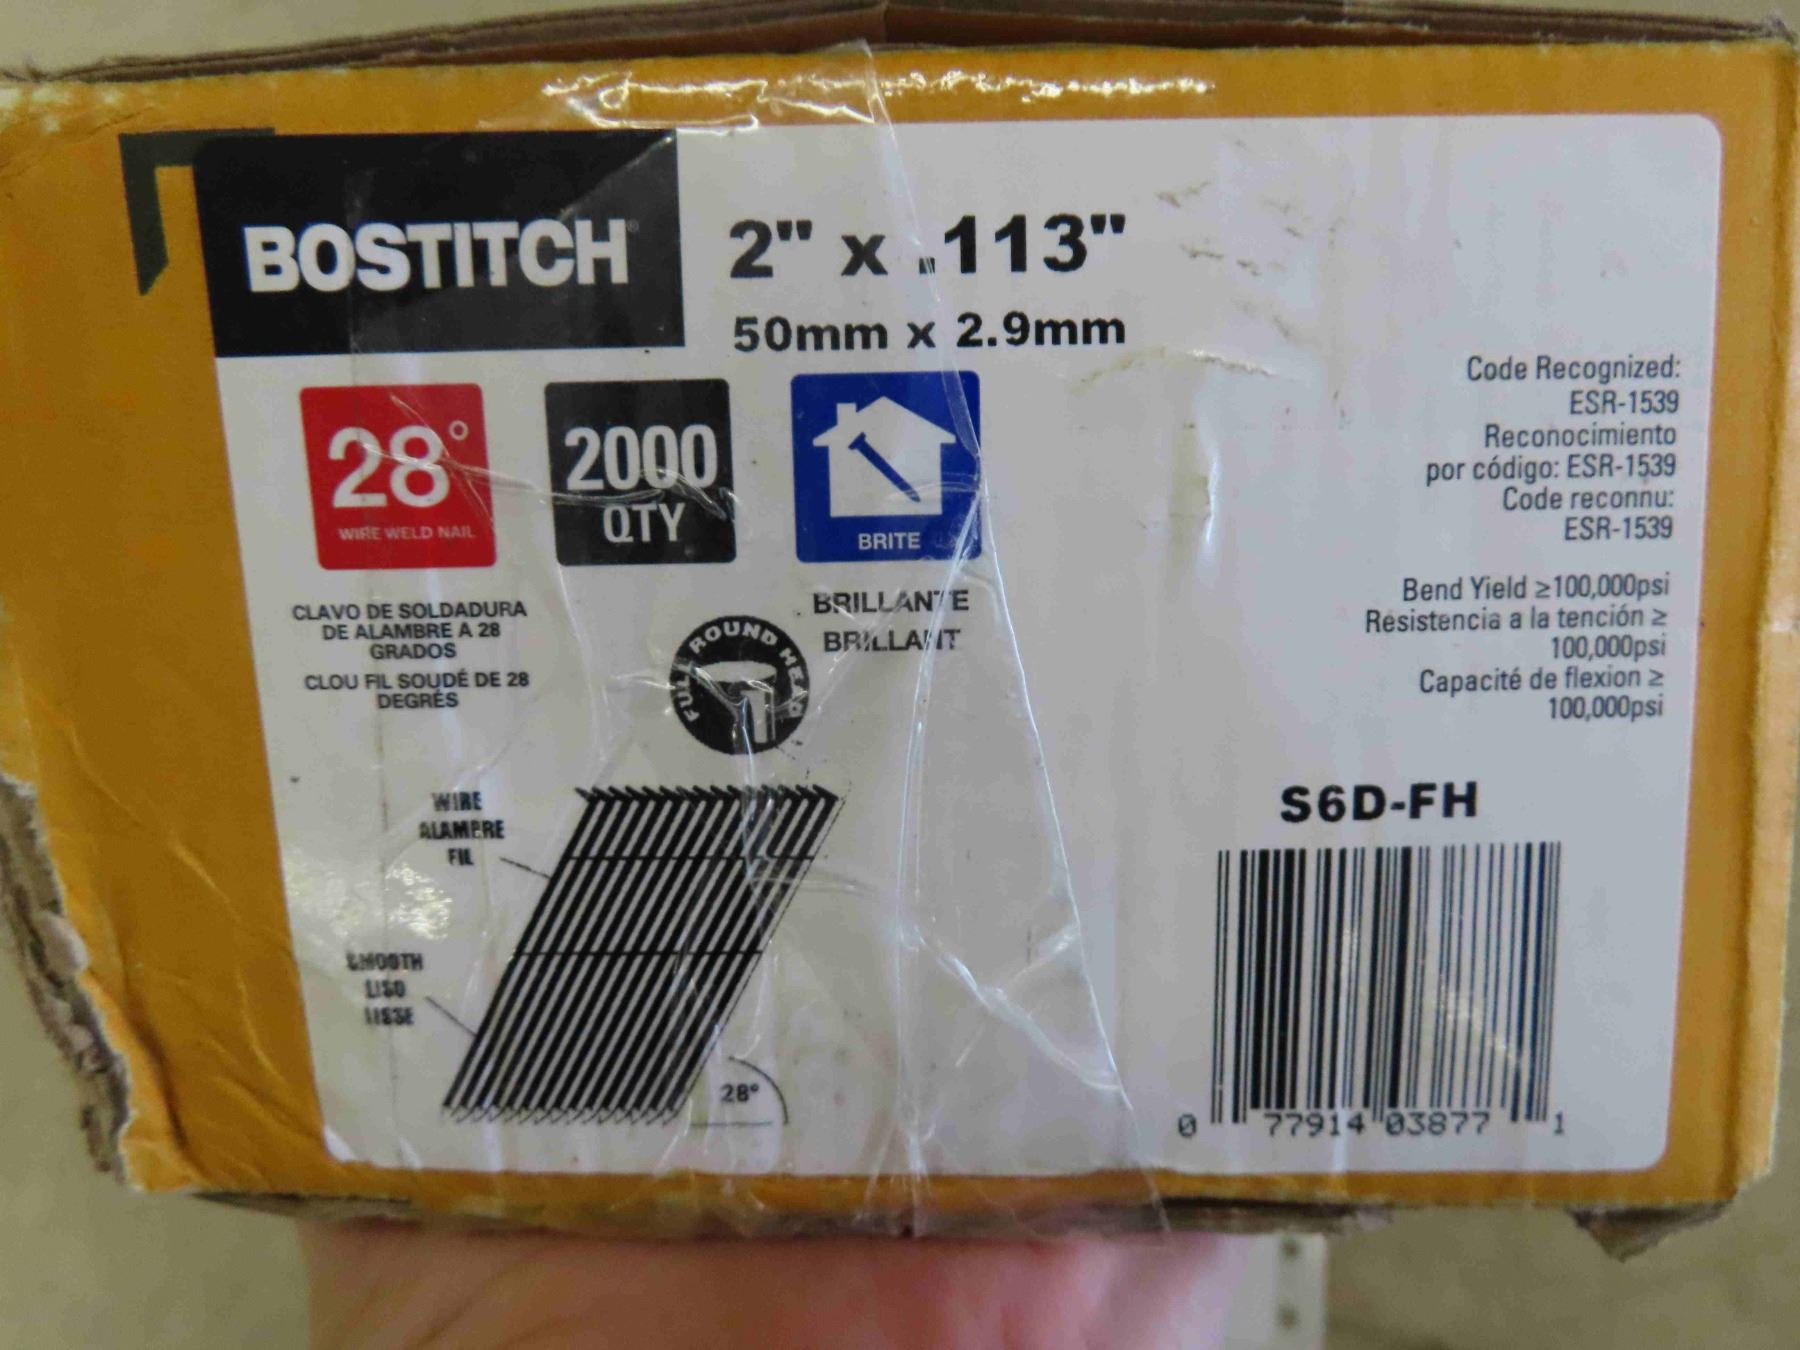 BOSTITCH
2" x .113"
50mm x 2.9mm
28°
WIRE WELD NAIL
2000
QTY
BRITE
CLAVO DE SOLDADURA
DE ALAMBRE A 28
GRADOS
CLOU FIL SOUDÉ DE 28
DEGRÉS
BRILLANTE
BRILLANT
FULL ROUND HEAD
Code Recognized:
ESR-1539
Reconocimiento
por código: ESR-1539
Code reconnu:
ESR-1539
Bend Yield ≥100,000psi
Resistencia a la tención ≥
100,000psi
Capacité de flexion ≥
100,000psi
WIRE
ALAMBRE
FIL
SMOOTH
LISO
LISSE
28°
S6D-FH
0 77914 03877 1